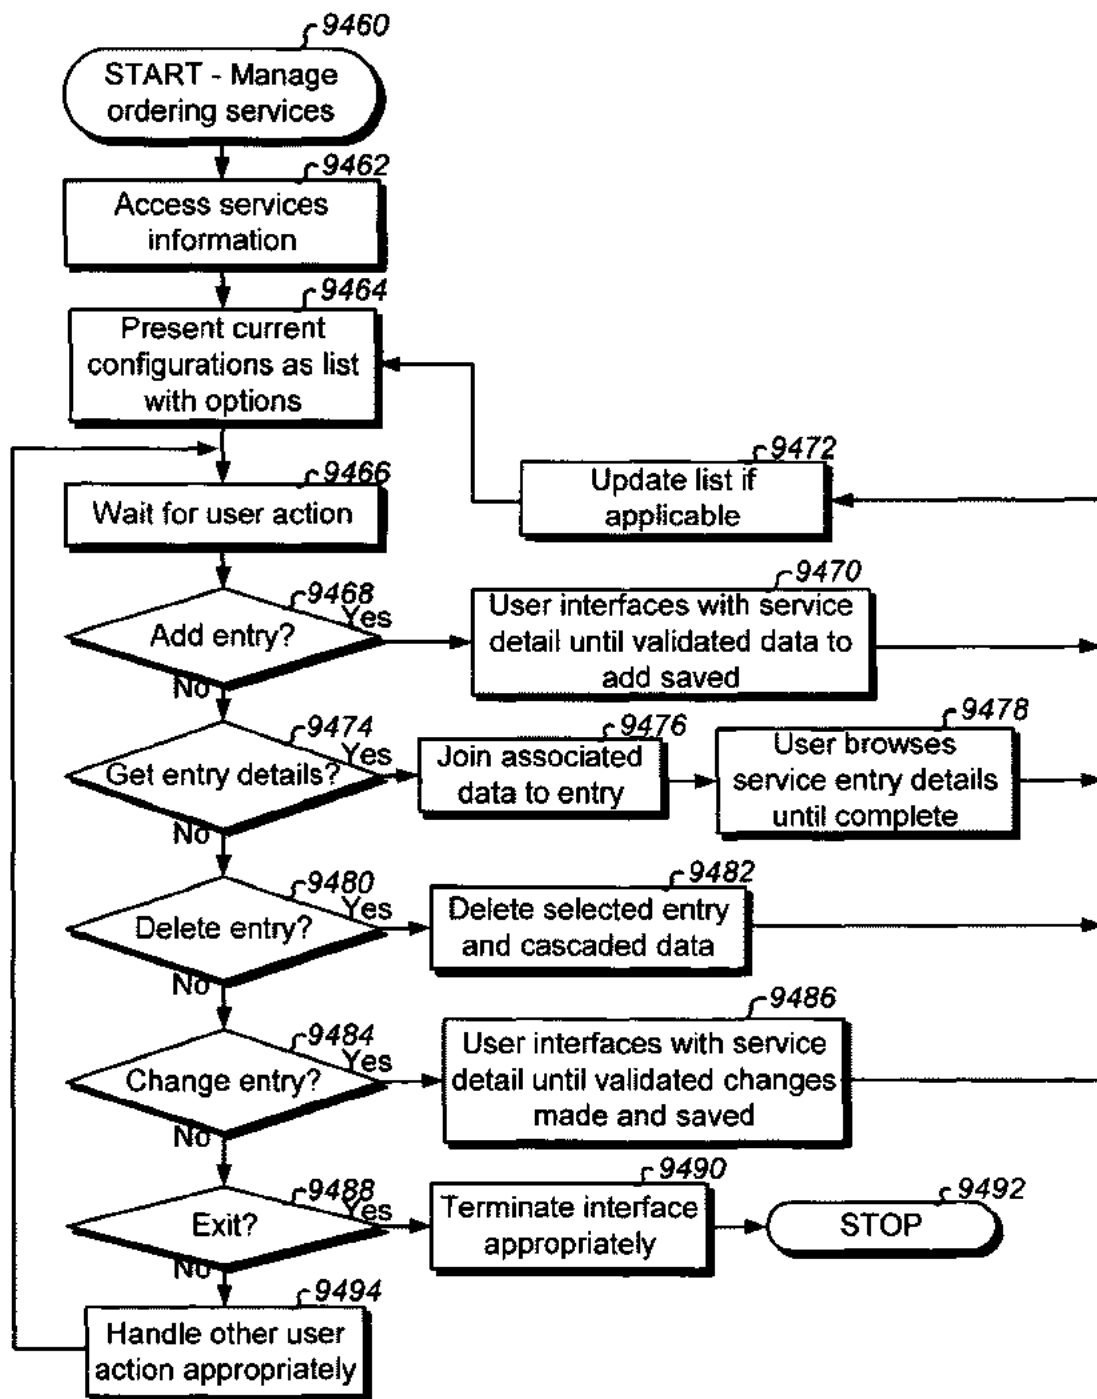 9460
START - Manage
ordering services
9462
Access services
information
9464
Present current
configurations as list
with options
9466
Wait for user action
9472
Update list if
applicable
9468
Add entry?
Yes
No
9470
User interfaces with service
detail until validated data to
add saved
9474
Get entry details?
Yes
No
9476
Join associated
data to entry
9478
User browses
service entry details
until complete
9480
Delete entry?
Yes
No
9482
Delete selected entry
and cascaded data
9484
Change entry?
Yes
No
9486
User interfaces with service
detail until validated changes
made and saved
9488
Exit?
Yes
No
9490
Terminate interface
appropriately
9492
STOP
9494
Handle other user
action appropriately